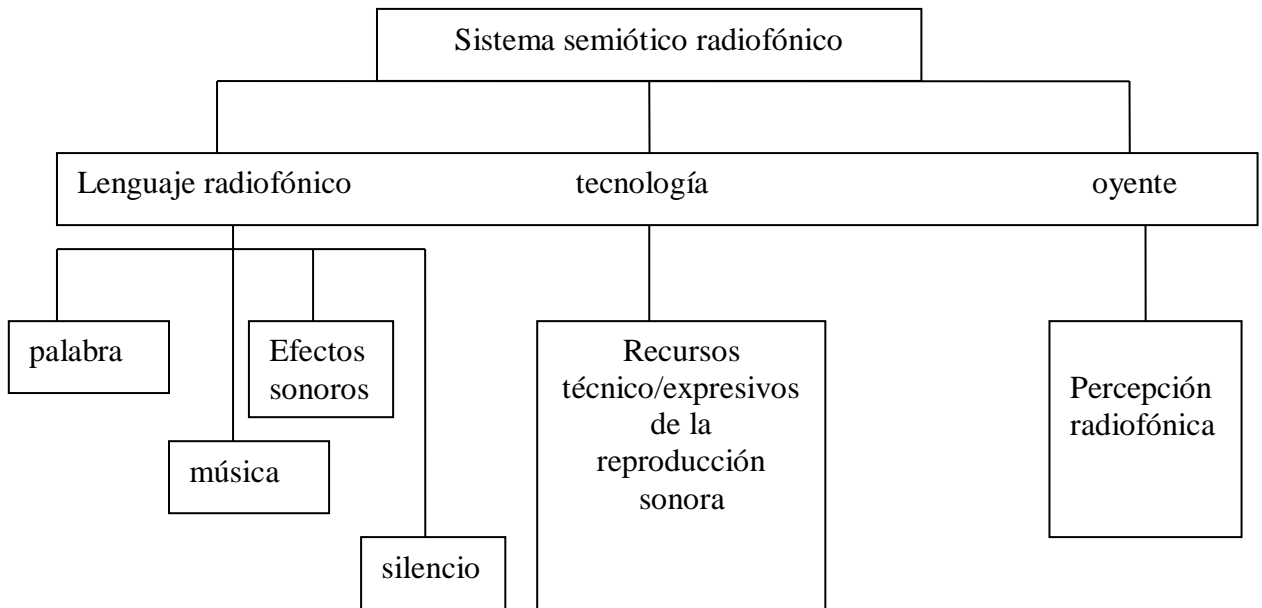 Sistema semiótico radiofónico
Lenguaje radiofónico tecnología oyente
palabra
Efectos
sonoros
música
silencio
Recursos
técnico/expresivos
de la
reproducción
sonora
Percepción
radiofónica